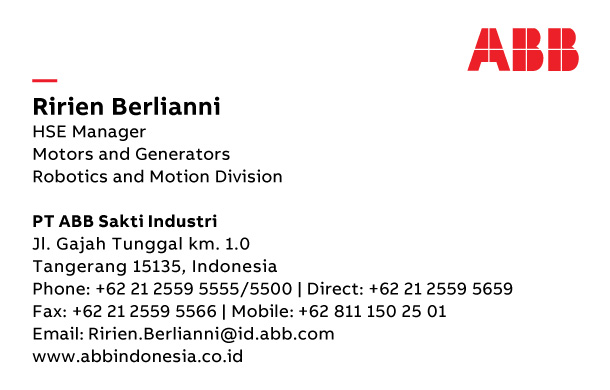 ABB
Ririen Berlianni
HSE Manager
Motors and Generators
Robotics and Motion Division
PT ABB Sakti Industri
Jl. Gajah Tunggal km. 1.0
Tangerang 15135, Indonesia
Phone: +62 21 2559 5555/5500 | Direct: +62 21 2559 5659
Fax: +62 21 2559 5566 | Mobile: +62 811 150 25 01
Email: Ririen.Berlianni@id.abb.com
www.abbindonesia.co.id